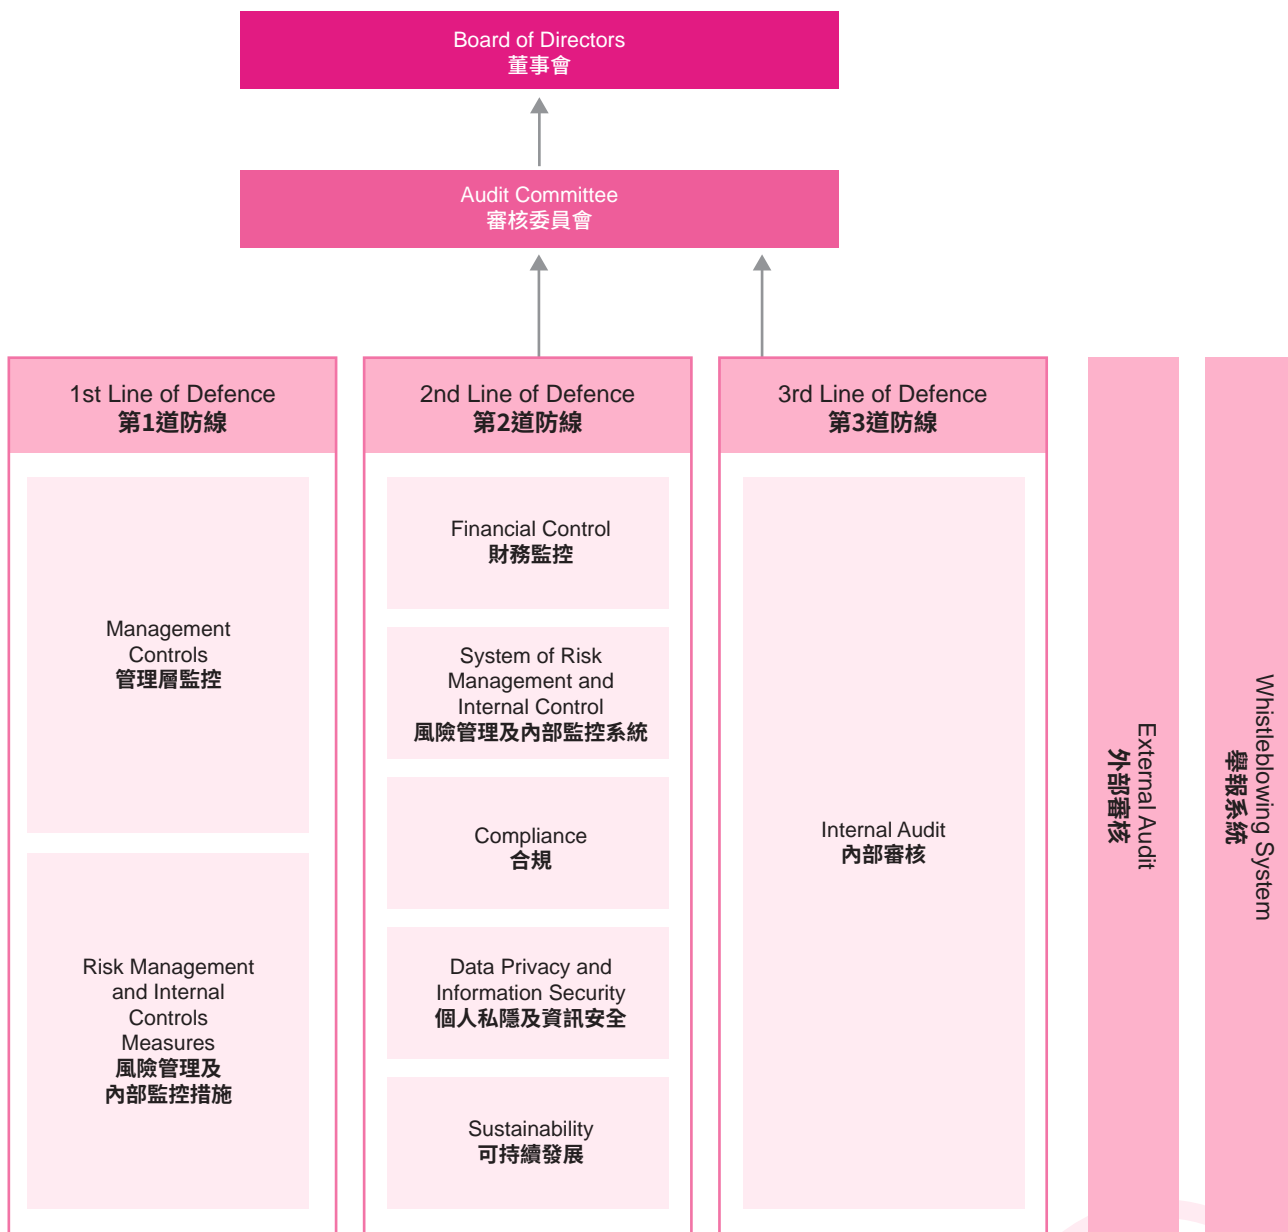 Board of Directors
董事會
Audit Committee
審核委員會
1st Line of Defence
第1道防線
Management
Controls
管理層監控
Risk Management
and Internal
Controls
Measures
風險管理及
內部監控措施
2nd Line of Defence
第2道防線
Financial Control
財務監控
System of Risk
Management and
Internal Control
風險管理及內部監控系統
Compliance
合規
Data Privacy and
Information Security
個人私隱及資訊安全
Sustainability
可持續發展
3rd Line of Defence
第3道防線
Internal Audit
內部審核
External Audit
外部審核
Whistleblowing System
舉報系統